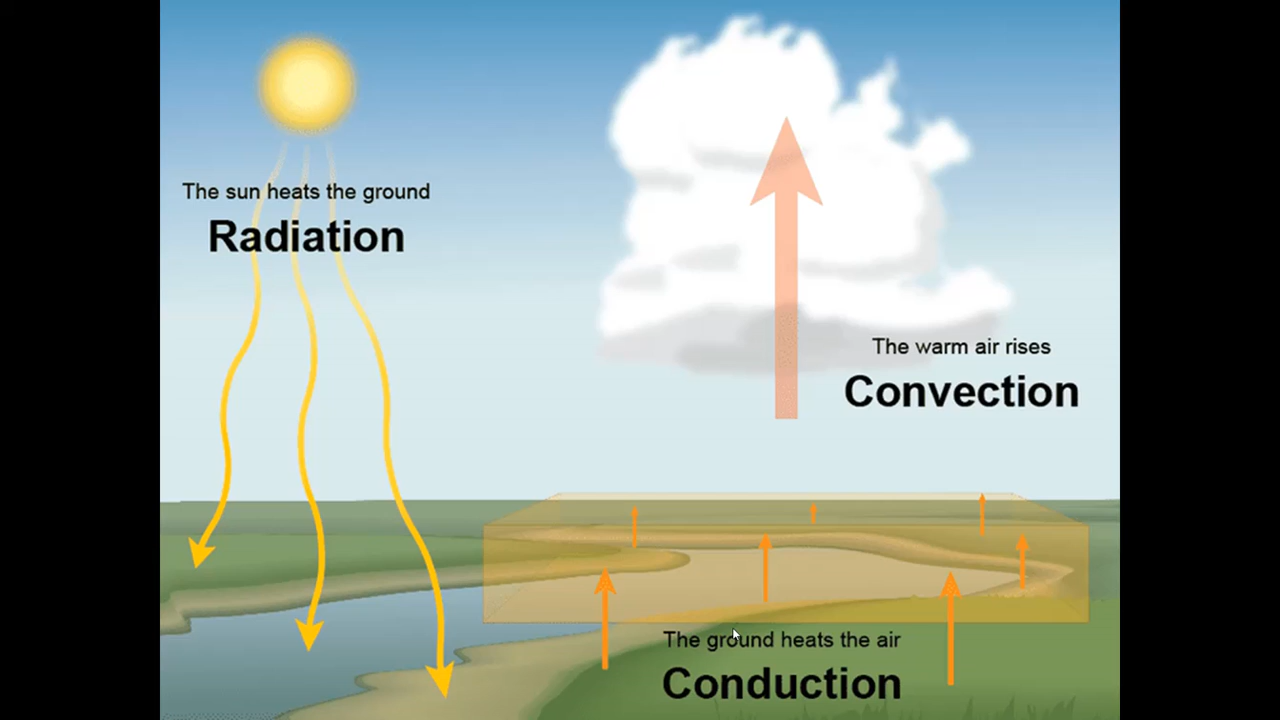 The sun heats the ground
Radiation
The warm air rises
Convection
The ground heats the air
Conduction